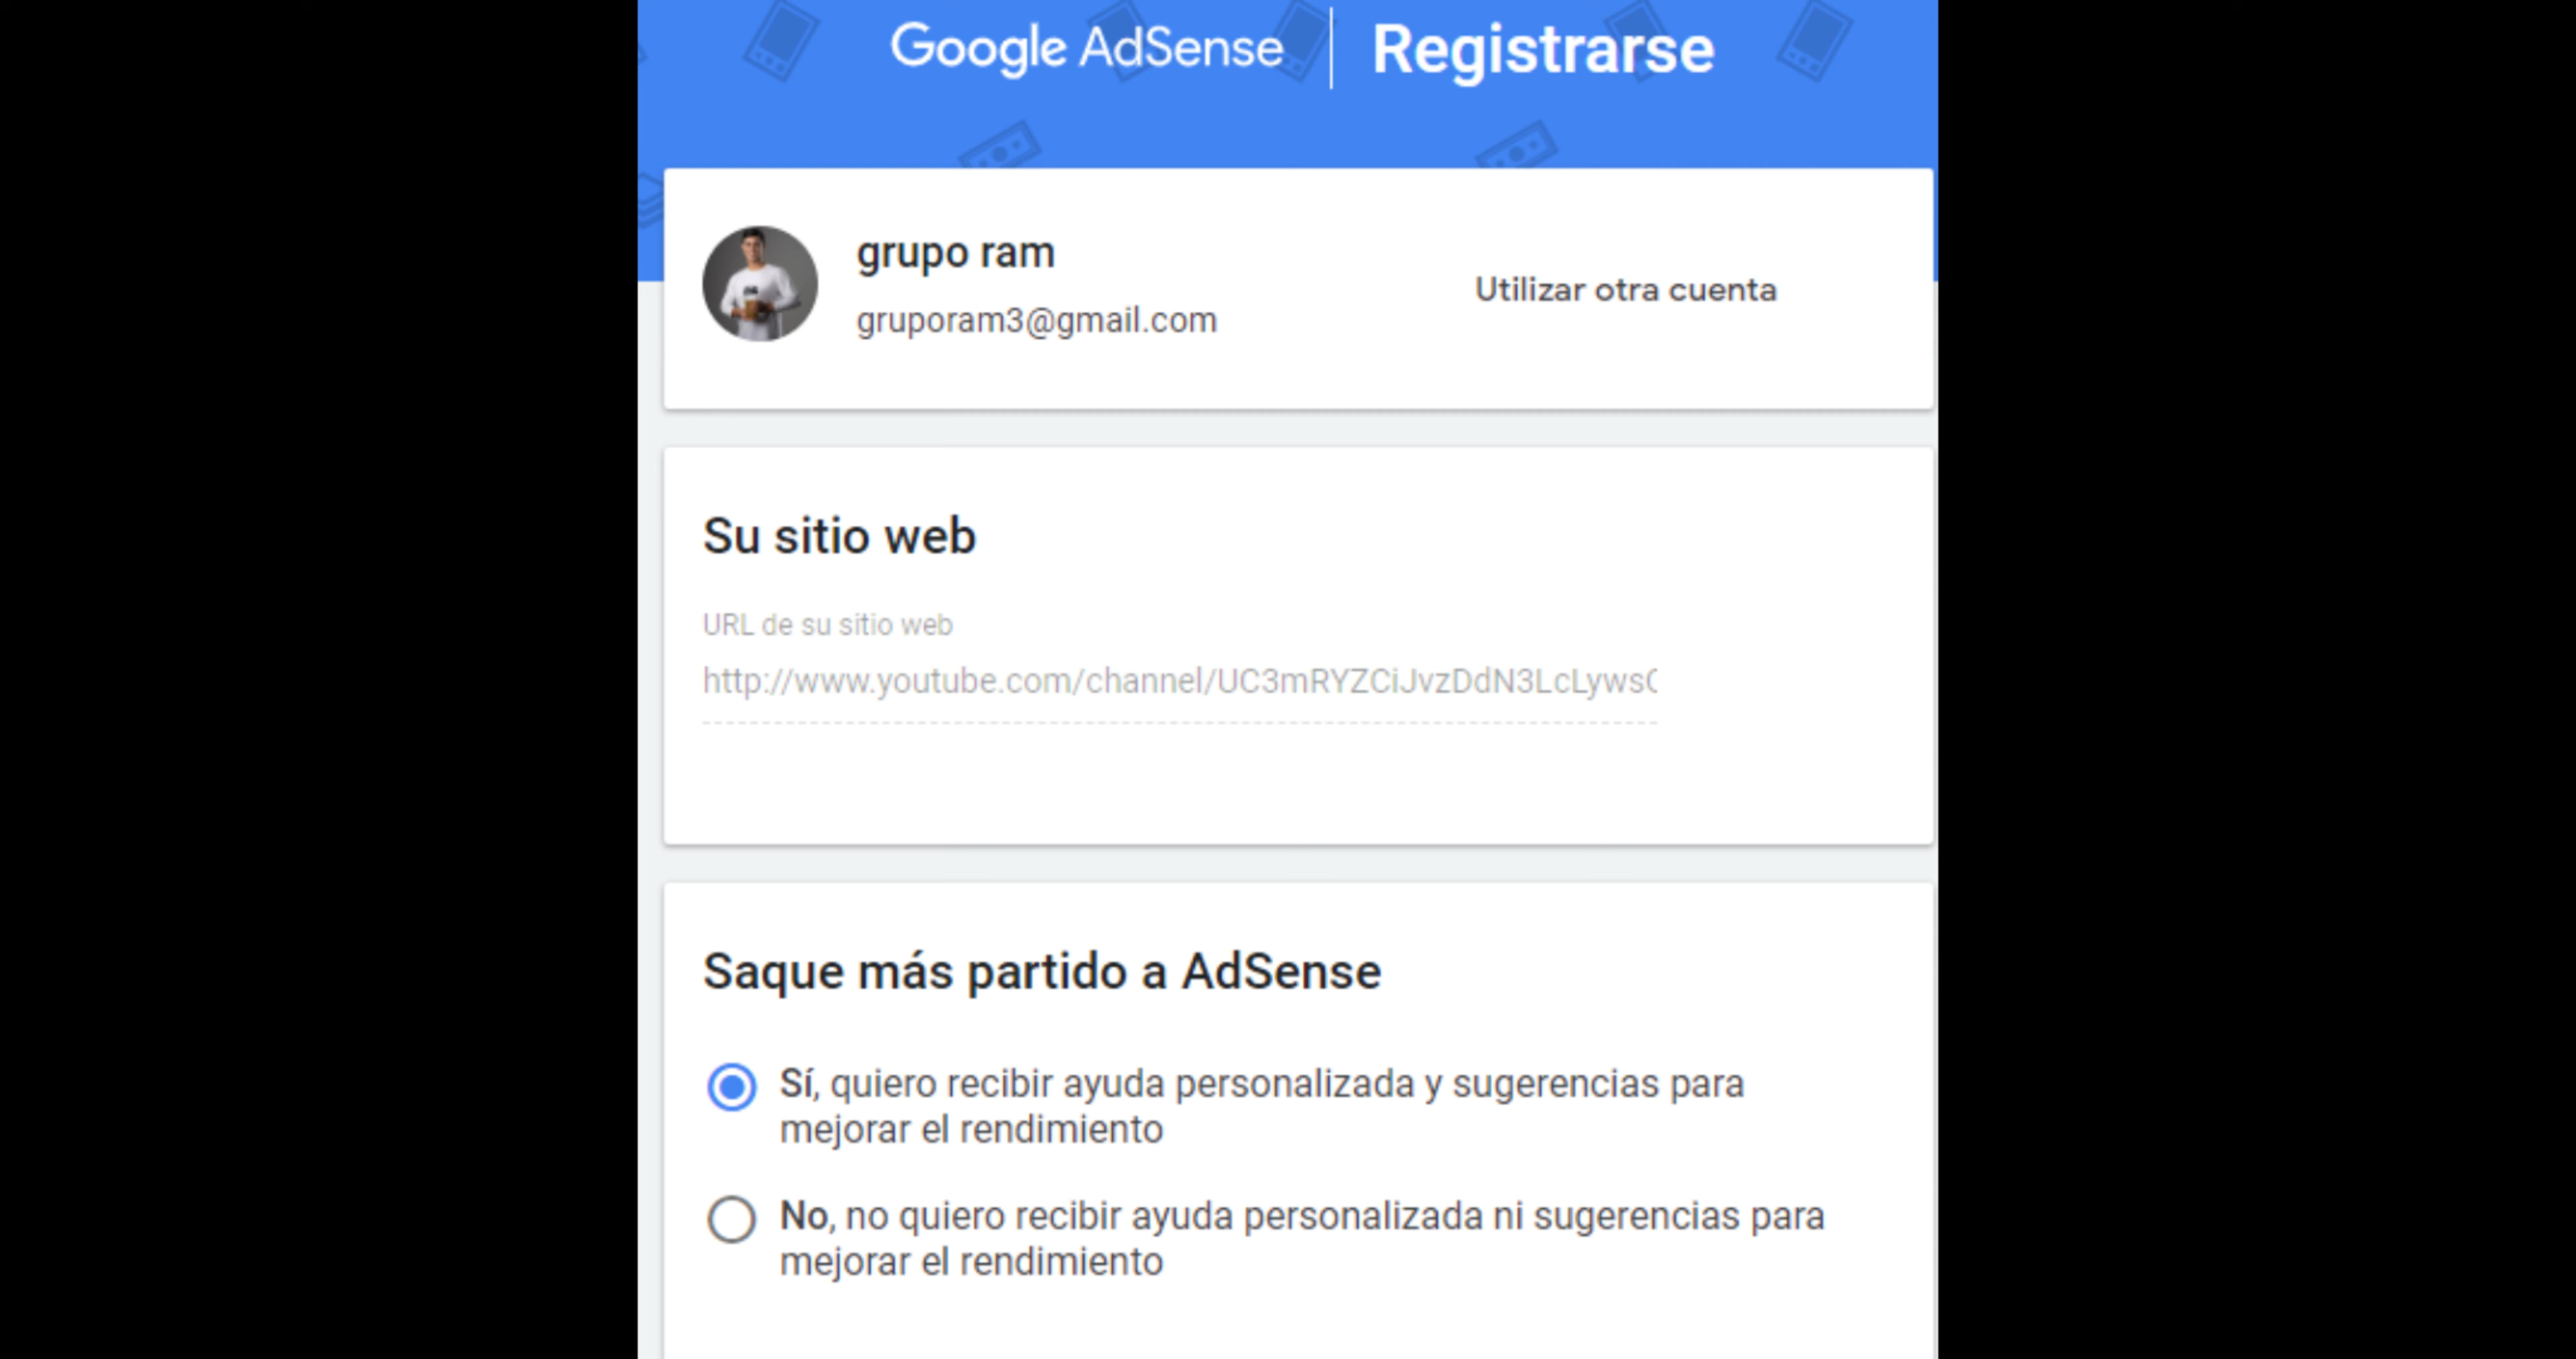 Google AdSense | Registrarse
grupo ram
gruporam3@gmail.com
Utilizar otra cuenta
Su sitio web
URL de su sitio web
http://www.youtube.com/channel/UC3mRYZCiJvzDdN3LcLyws
Saque más partido a AdSense
Sí, quiero recibir ayuda personalizada y sugerencias para
mejorar el rendimiento
No, no quiero recibir ayuda personalizada ni sugerencias para
mejorar el rendimiento